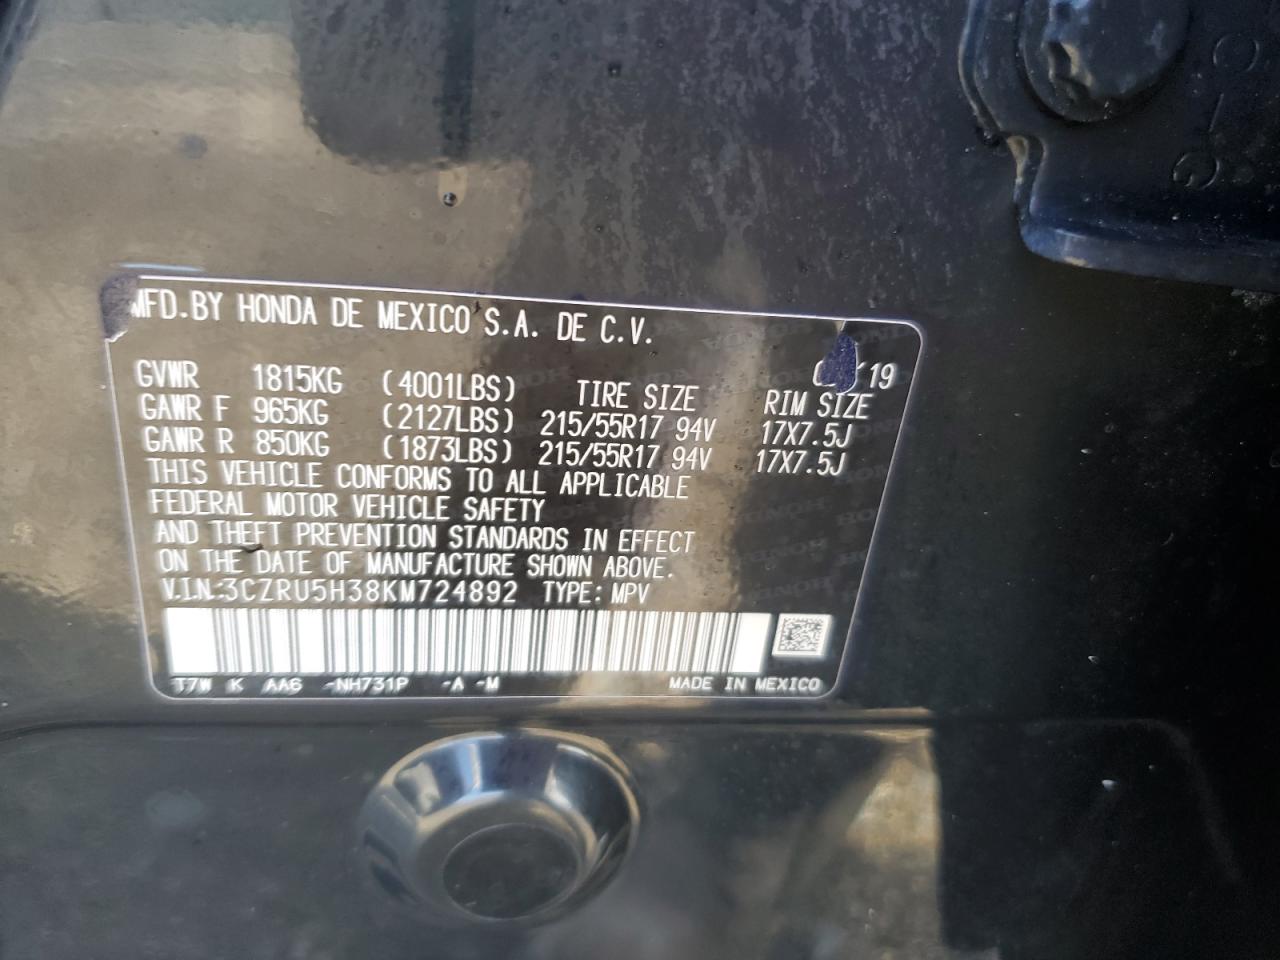 MFD.BY HONDA DE MEXICO S.A. DE C.V.
19
GVWR 1815KG (4001LBS) TIRE SIZE RIM SIZE
GAWR F 965KG (2127LBS) 215/55R17 94V 17X7.5J
GAWR R 850KG (1873LBS) 215/55R17 94V 17X7.5J
THIS VEHICLE CONFORMS TO ALL APPLICABLE
FEDERAL MOTOR VEHICLE SAFETY
AND THEFT PREVENTION STANDARDS IN EFFECT
ON THE DATE OF MANUFACTURE SHOWN ABOVE.
V.I.N:3CZRU5H38KM724892 TYPE: MPV
T7W K AA6 -NH731P -A -M MADE IN MEXICO